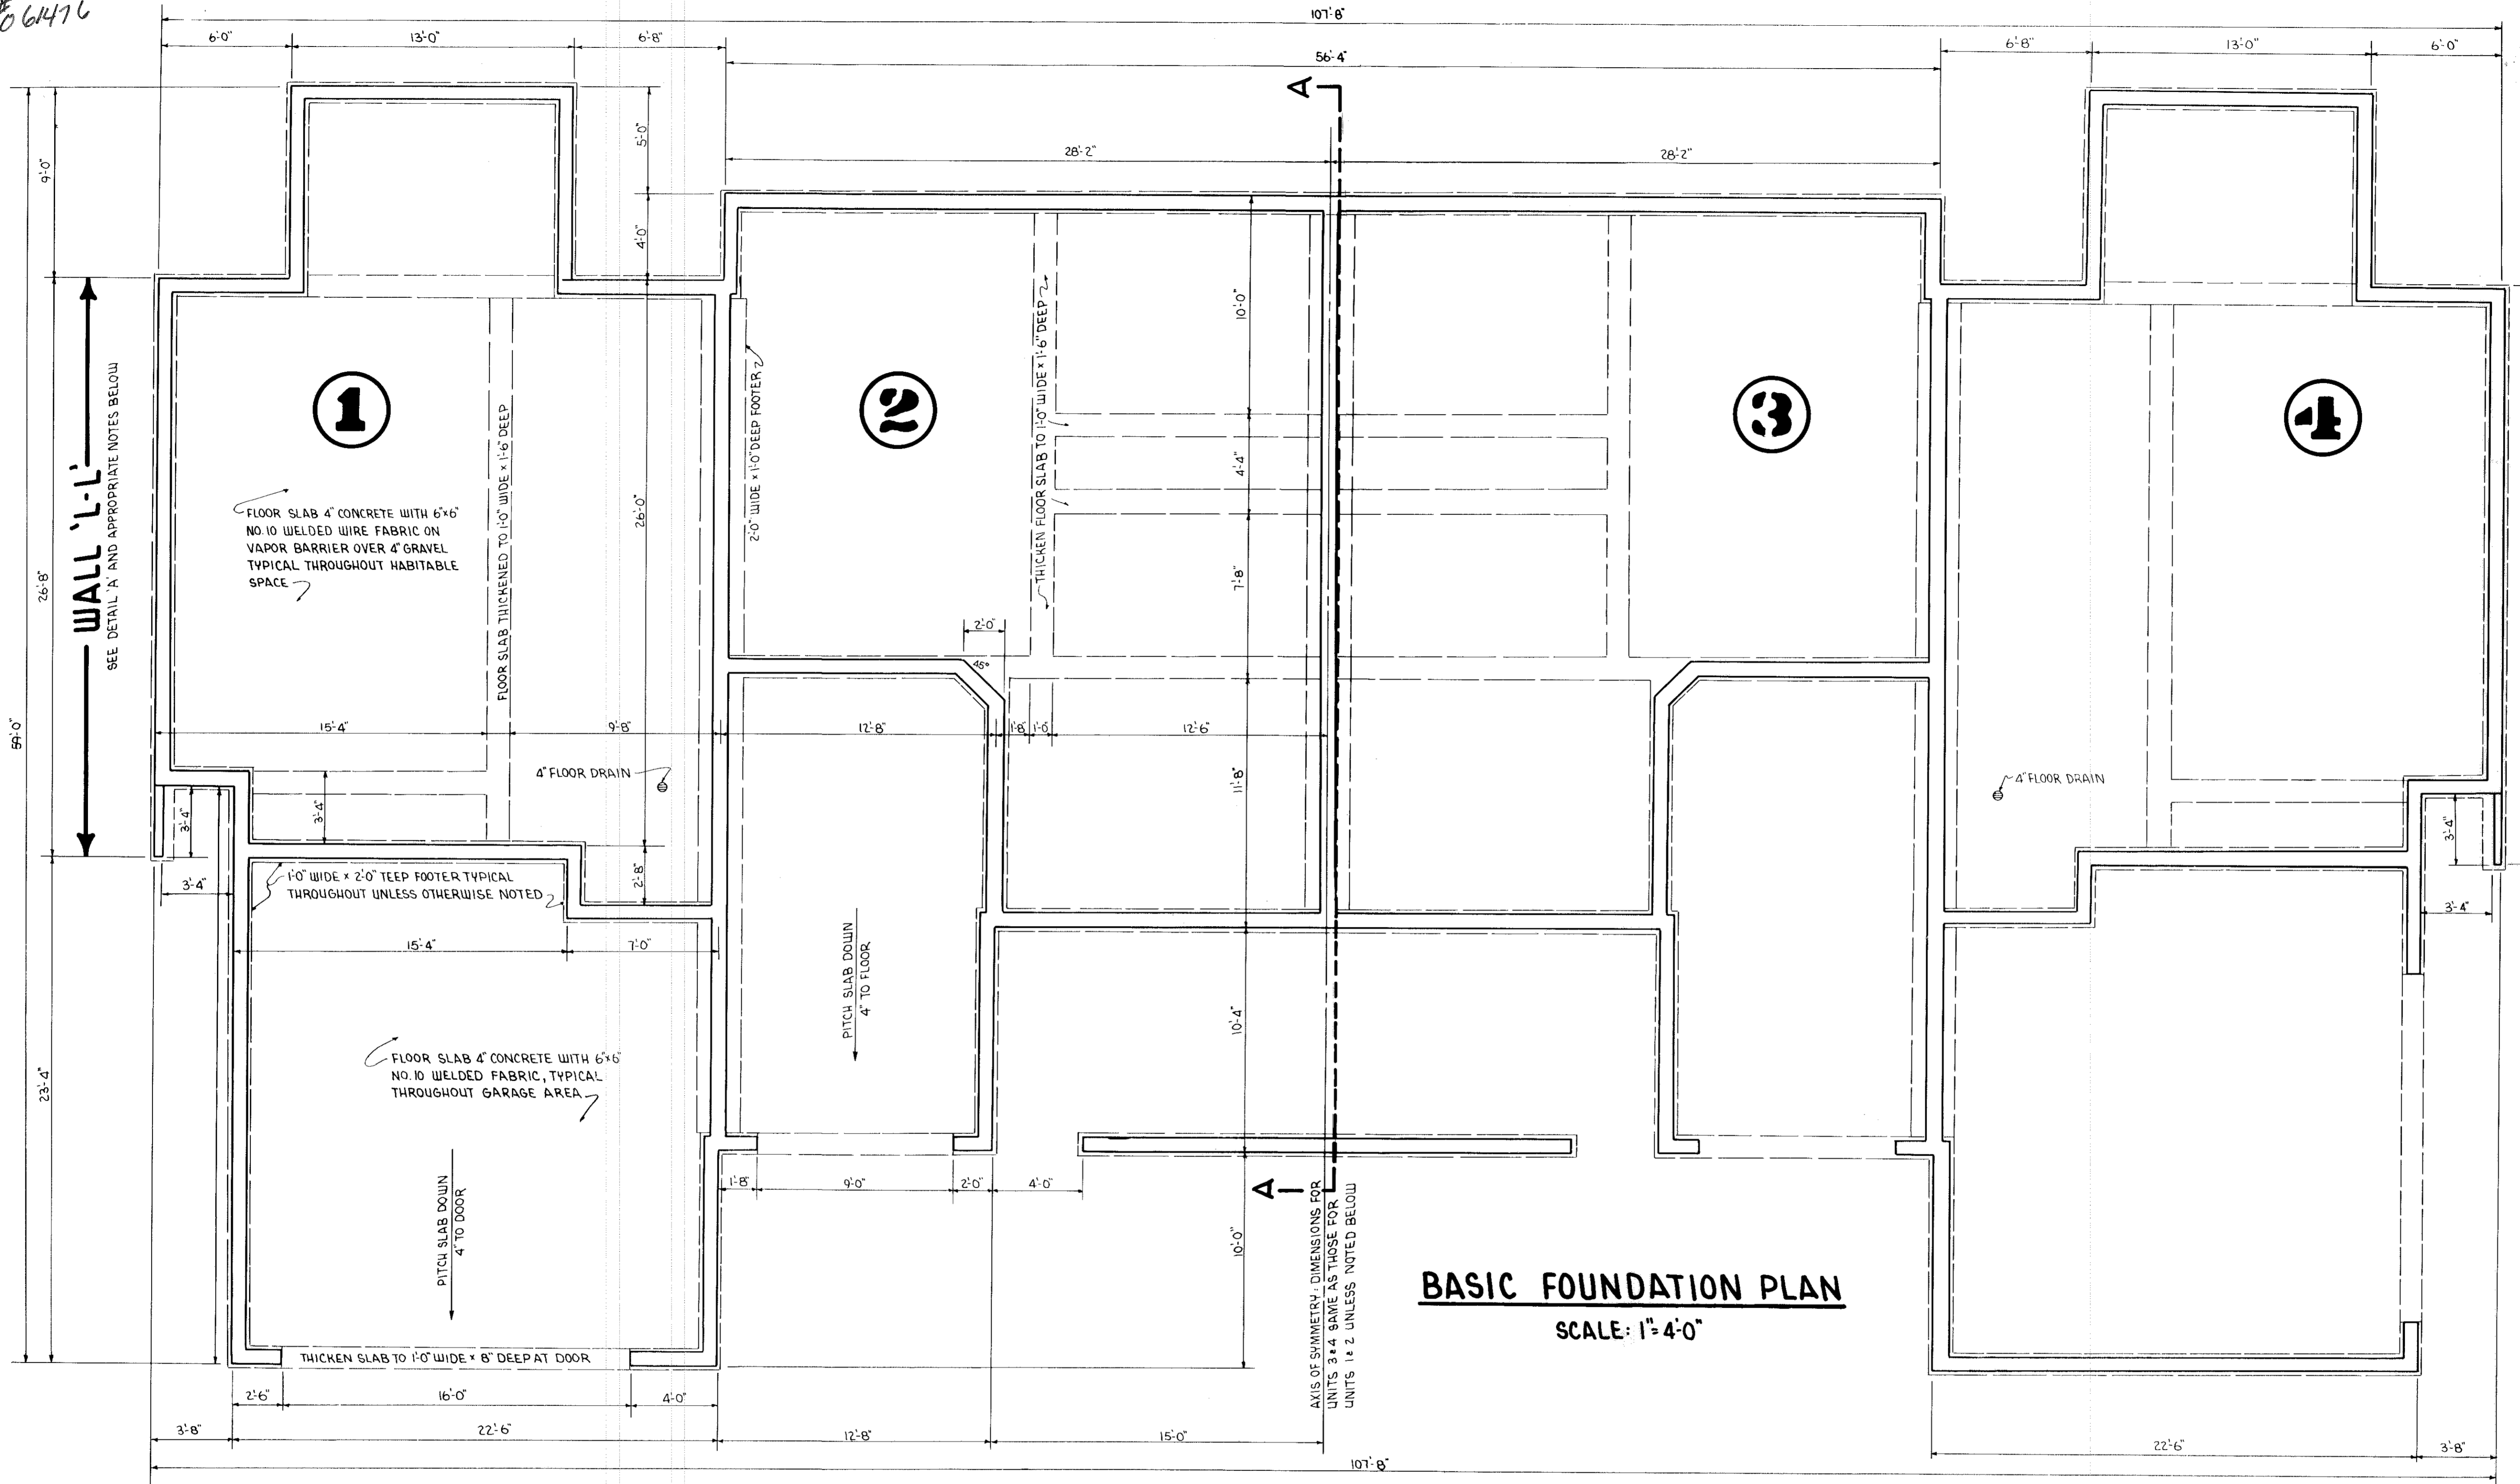 061476
107'-8"
6'-0"
13'-0"
6'-8"
56'-4"
6'-8"
13'-0"
6'-0"
A
28'-2"
28'-2"
9'-0"
5'-0"
4'-0"
WALL 'L-L'
SEE DETAIL 'A' AND APPROPRIATE NOTES BELOW
26'-8"
59'-0"
23'-4"
1
2
3
4
FLOOR SLAB 4" CONCRETE WITH 6"x6"
NO. 10 WELDED WIRE FABRIC ON
VAPOR BARRIER OVER 4" GRAVEL
TYPICAL THROUGHOUT HABITABLE
SPACE
FLOOR SLAB THICKENED TO 1'-0" WIDE x 1'-6" DEEP
26'-0"
2'-0" WIDE x 1'-0" DEEP FOOTER
THICKEN FLOOR SLAB TO 1'-0" WIDE x 1'-6" DEEP
10'-0"
4'-4"
7'-8"
2'-0"
45°
15'-4"
9'-8"
12'-8"
1'-8"
1'-0"
12'-6"
4" FLOOR DRAIN
4" FLOOR DRAIN
11'-8"
3'-4"
3'-4"
3'-4"
3'-4"
3'-4"
2'-8"
1'-0" WIDE x 2'-0" TEEP FOOTER TYPICAL
THROUGHOUT UNLESS OTHERWISE NOTED
15'-4"
7'-0"
PITCH SLAB DOWN
4" TO FLOOR
10'-4"
FLOOR SLAB 4" CONCRETE WITH 6"x6"
NO. 10 WELDED FABRIC, TYPICAL
THROUGHOUT GARAGE AREA
PITCH SLAB DOWN
4" TO DOOR
1'-8"
9'-0"
2'-0"
4'-0"
A
10'-0"
AXIS OF SYMMETRY: DIMENSIONS FOR
UNITS 3 & 4 SAME AS THOSE FOR
UNITS 1 & 2 UNLESS NOTED BELOW
BASIC FOUNDATION PLAN
SCALE: 1"=4'-0"
THICKEN SLAB TO 1'-0" WIDE x 8" DEEP AT DOOR
2'-6"
16'-0"
4'-0"
3'-8"
22'-6"
12'-8"
15'-0"
22'-6"
3'-8"
107'-8"